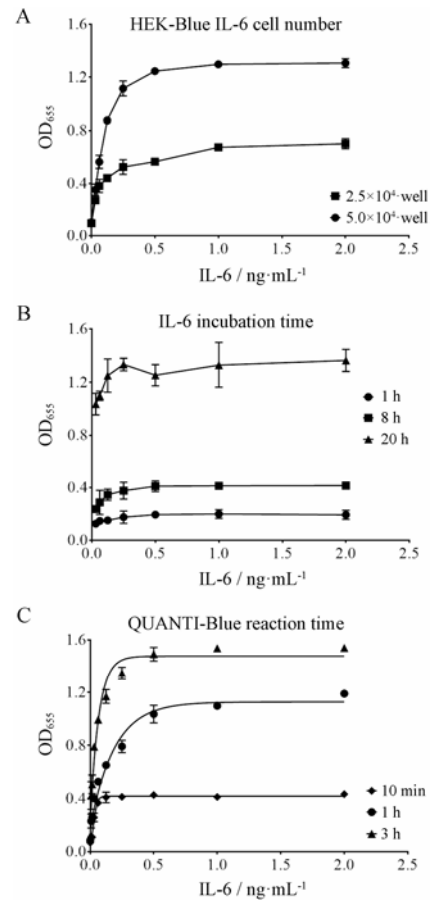 A
HEK-Blue IL-6 cell number
OD₆₅₅
1.6
1.2
0.8
0.4
0.0
2.5×10⁴·well
5.0×10⁴·well
0.0 0.5 1.0 1.5 2.0 2.5
IL-6 / ng·mL⁻¹
B
IL-6 incubation time
OD₆₅₅
1.6
1.2
0.8
0.4
0.0
1 h
8 h
20 h
0.0 0.5 1.0 1.5 2.0 2.5
IL-6 / ng·mL⁻¹
C
QUANTI-Blue reaction time
OD₆₅₅
1.6
1.2
0.8
0.4
0.0
10 min
1 h
3 h
0.0 0.5 1.0 1.5 2.0 2.5
IL-6 / ng·mL⁻¹